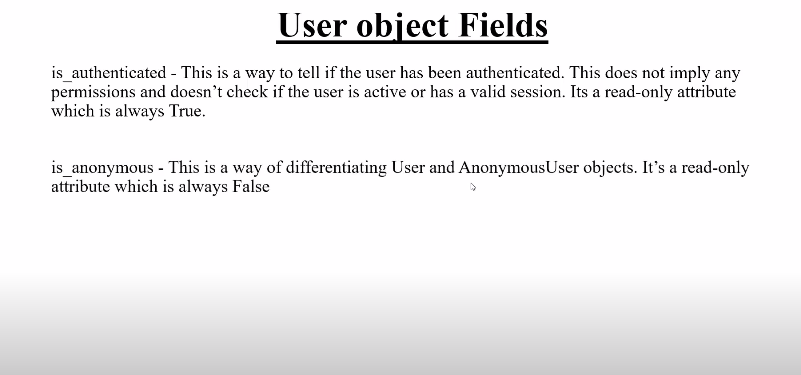 User object Fields
is_authenticated - This is a way to tell if the user has been authenticated. This does not imply any
permissions and doesn’t check if the user is active or has a valid session. Its a read-only attribute
which is always True.
is_anonymous - This is a way of differentiating User and AnonymousUser objects. It’s a read-only
attribute which is always False